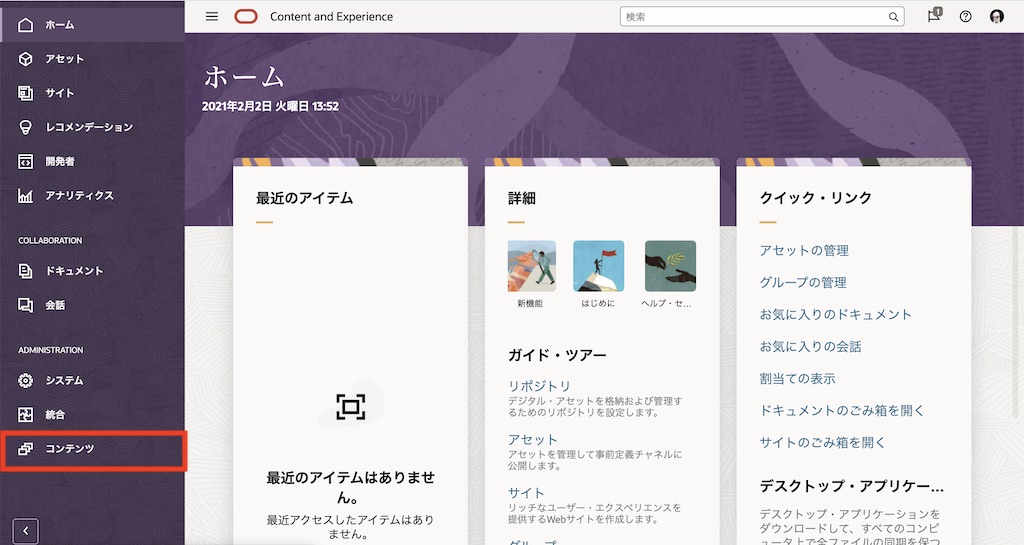 ホーム
アセット
サイト
レコメンデーション
開発者
アナリティクス
COLLABORATION
ドキュメント
会話
ADMINISTRATION
システム
統合
コンテンツ
Content and Experience
検索
1
ホーム
2021年2月2日 火曜日 13:52
最近のアイテム
最近のアイテムはありませ
ん。
最近アクセスしたアイテムはあり
ません。
詳細
新機能
はじめに
ヘルプ・セ...
ガイド・ツアー
リポジトリ
デジタル・アセットを格納および管理す
るためのリポジトリを設定します。
アセット
アセットを管理して事前定義チャネルに
公開します。
サイト
リッチなユーザー・エクスペリエンスを
提供するWebサイトを作成します。
グループ
クイック・リンク
アセットの管理
グループの管理
お気に入りのドキュメント
お気に入りの会話
割当ての表示
ドキュメントのごみ箱を開く
サイトのごみ箱を開く
デスクトップ・アプリケー...
デスクトップ・アプリケーションを
ダウンロードして、すべてのコンピ
ュータ上で全ファイルの同期を保つ